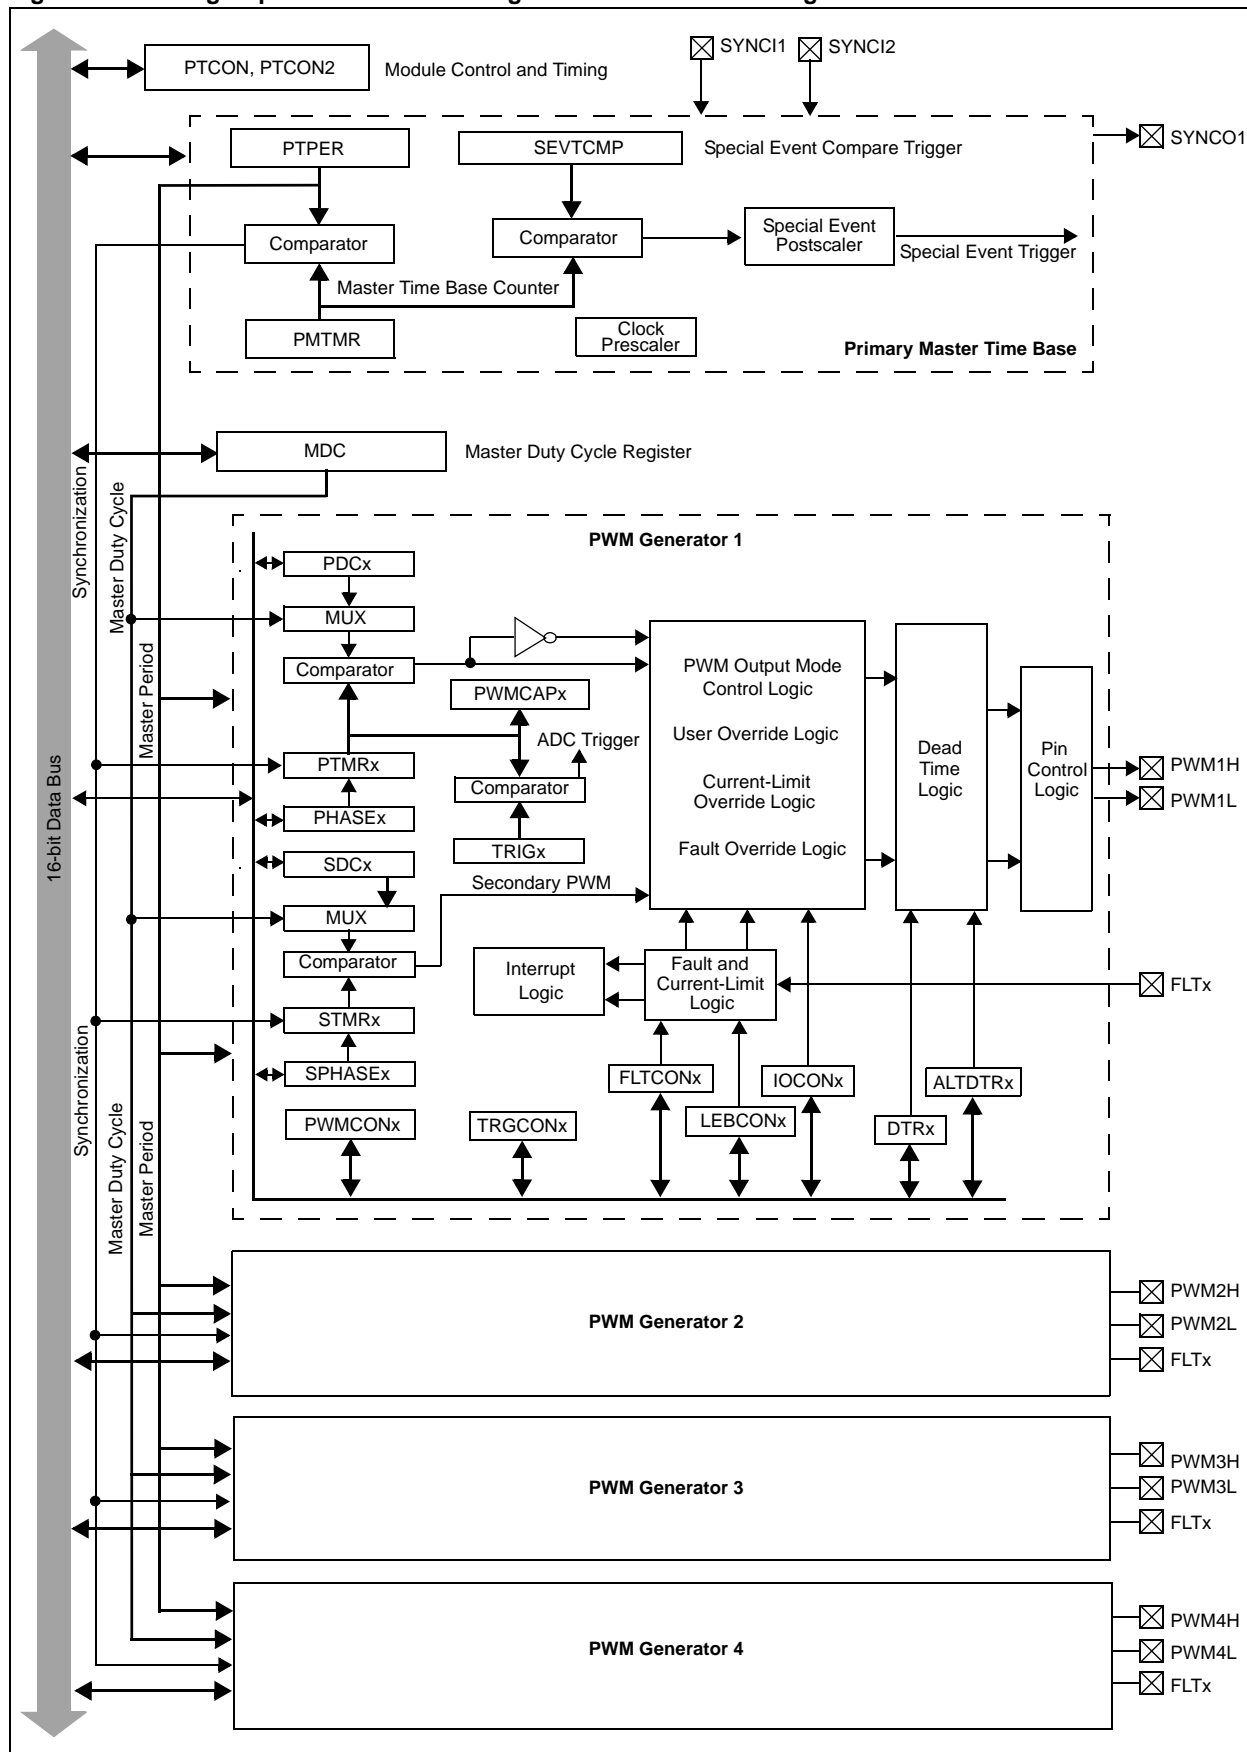 SYNCI1
SYNCI2
PTCON, PTCON2
Module Control and Timing
PTPER
SEVTCMP
Special Event Compare Trigger
SYNCO1
Comparator
Comparator
Special Event
Postscaler
Special Event Trigger
Master Time Base Counter
PMTMR
Clock
Prescaler
Primary Master Time Base
MDC
Master Duty Cycle Register
Synchronization
Master Duty Cycle
Master Period
16-bit Data Bus
PWM Generator 1
PDCx
MUX
Comparator
PWMCAPx
ADC Trigger
PTMRx
Comparator
PHASEx
TRIGx
SDCx
Secondary PWM
MUX
Comparator
STMRx
SPHASEx
PWM Output Mode
Control Logic
User Override Logic
Current-Limit
Override Logic
Fault Override Logic
Dead
Time
Logic
Pin
Control
Logic
PWM1H
PWM1L
Interrupt
Logic
Fault and
Current-Limit
Logic
FLTx
FLTCONx
IOCONx
ALTDTRx
PWMCONx
TRGCONx
LEBCONx
DTRx
Synchronization
Master Duty Cycle
Master Period
PWM Generator 2
PWM2H
PWM2L
FLTx
PWM Generator 3
PWM3H
PWM3L
FLTx
PWM Generator 4
PWM4H
PWM4L
FLTx